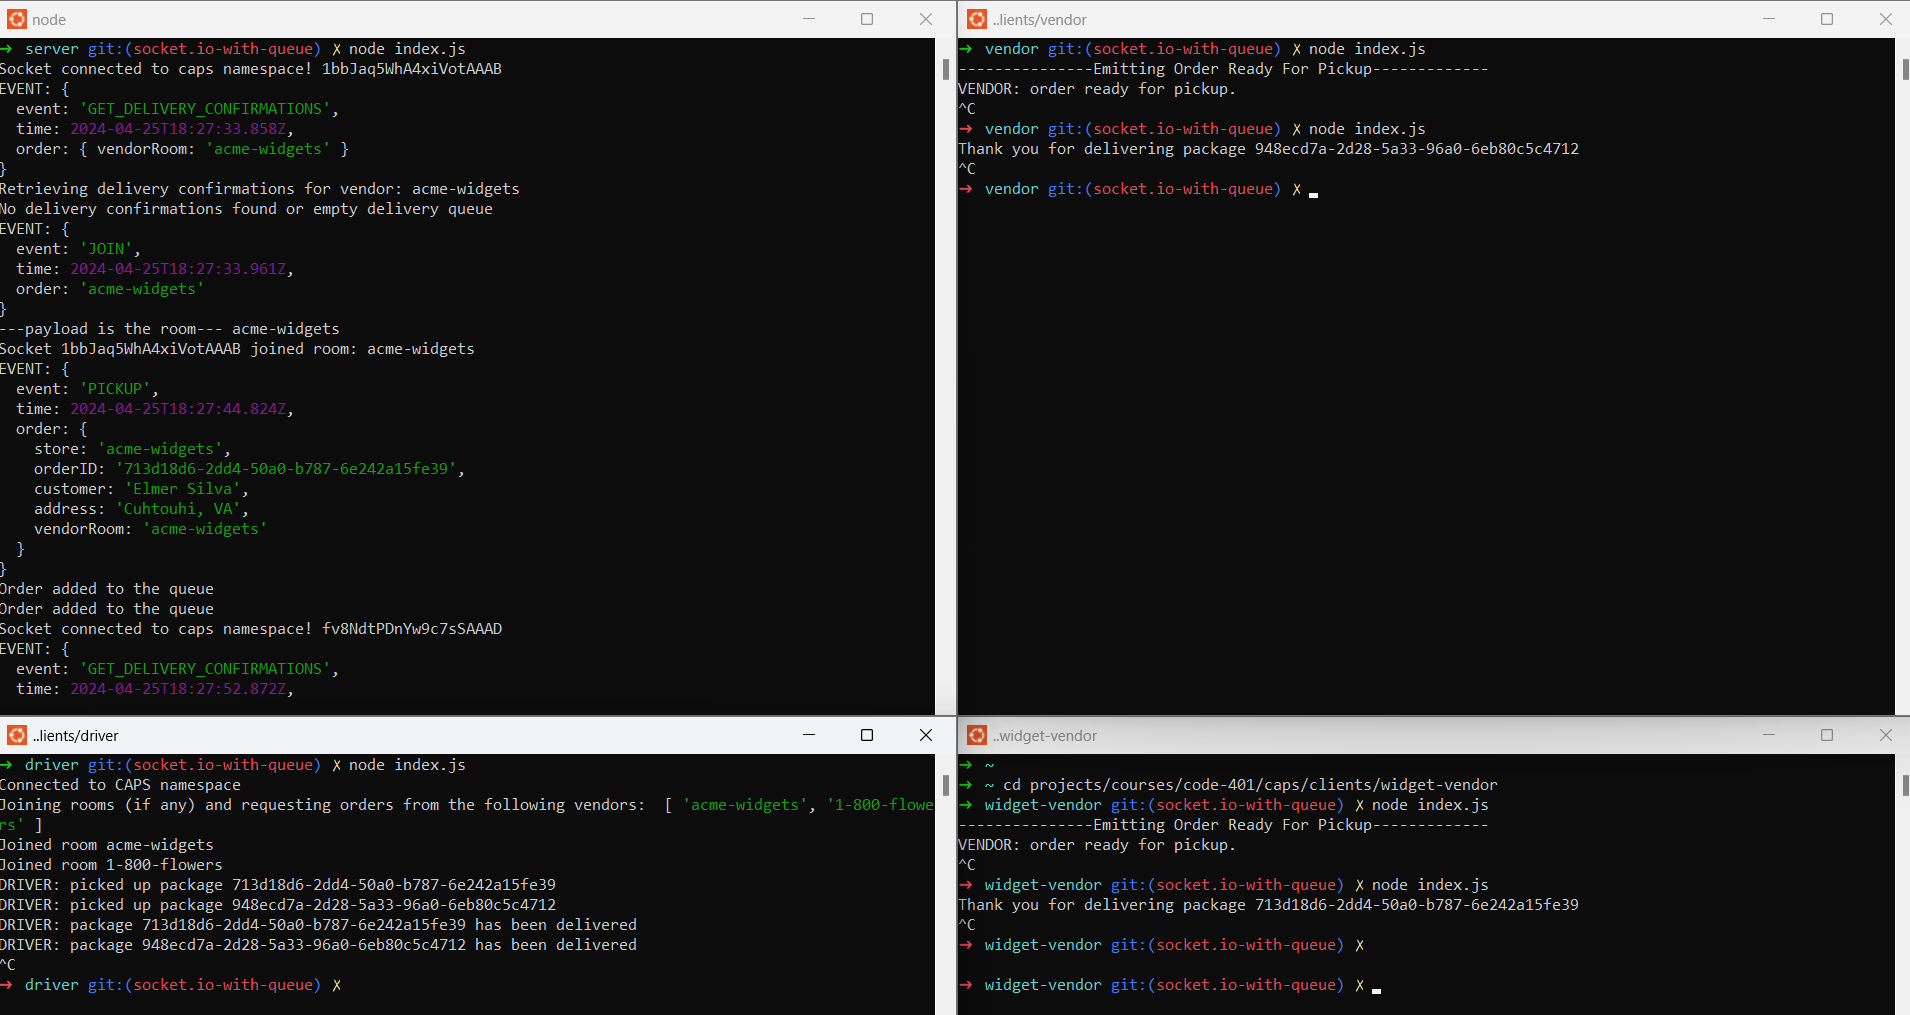 node
→ server git:(socket.io-with-queue) ✗ node index.js
Socket connected to caps namespace! 1bbJaq5WhA4xiVotAAAB
EVENT: {
  event: 'GET_DELIVERY_CONFIRMATIONS',
  time: 2024-04-25T18:27:33.858Z,
  order: { vendorRoom: 'acme-widgets' }
}
Retrieving delivery confirmations for vendor: acme-widgets
No delivery confirmations found or empty delivery queue
EVENT: {
  event: 'JOIN',
  time: 2024-04-25T18:27:33.961Z,
  order: 'acme-widgets'
}
---payload is the room--- acme-widgets
Socket 1bbJaq5WhA4xiVotAAAB joined room: acme-widgets
EVENT: {
  event: 'PICKUP',
  time: 2024-04-25T18:27:44.824Z,
  order: {
    store: 'acme-widgets',
    orderID: '713d18d6-2dd4-50a0-b787-6e242a15fe39',
    customer: 'Elmer Silva',
    address: 'Cuhtouhi, VA',
    vendorRoom: 'acme-widgets'
  }
}
Order added to the queue
Order added to the queue
Socket connected to caps namespace! fv8NdtPDnYw9c7sSAAAD
EVENT: {
  event: 'GET_DELIVERY_CONFIRMATIONS',
  time: 2024-04-25T18:27:52.872Z,
..lients/vendor
→ vendor git:(socket.io-with-queue) ✗ node index.js
---------------Emitting Order Ready For Pickup-------------
VENDOR: order ready for pickup.
^C
→ vendor git:(socket.io-with-queue) ✗ node index.js
Thank you for delivering package 948ecd7a-2d28-5a33-96a0-6eb80c5c4712
^C
→ vendor git:(socket.io-with-queue) ✗
..lients/driver
→ driver git:(socket.io-with-queue) ✗ node index.js
Connected to CAPS namespace
Joining rooms (if any) and requesting orders from the following vendors:  [ 'acme-widgets', '1-800-flowe
rs' ]
Joined room acme-widgets
Joined room 1-800-flowers
DRIVER: picked up package 713d18d6-2dd4-50a0-b787-6e242a15fe39
DRIVER: picked up package 948ecd7a-2d28-5a33-96a0-6eb80c5c4712
DRIVER: package 713d18d6-2dd4-50a0-b787-6e242a15fe39 has been delivered
DRIVER: package 948ecd7a-2d28-5a33-96a0-6eb80c5c4712 has been delivered
^C
→ driver git:(socket.io-with-queue) ✗
..widget-vendor
→ ~
→ ~ cd projects/courses/code-401/caps/clients/widget-vendor
→ widget-vendor git:(socket.io-with-queue) ✗ node index.js
---------------Emitting Order Ready For Pickup-------------
VENDOR: order ready for pickup.
^C
→ widget-vendor git:(socket.io-with-queue) ✗ node index.js
Thank you for delivering package 713d18d6-2dd4-50a0-b787-6e242a15fe39
^C
→ widget-vendor git:(socket.io-with-queue) ✗
→ widget-vendor git:(socket.io-with-queue) ✗